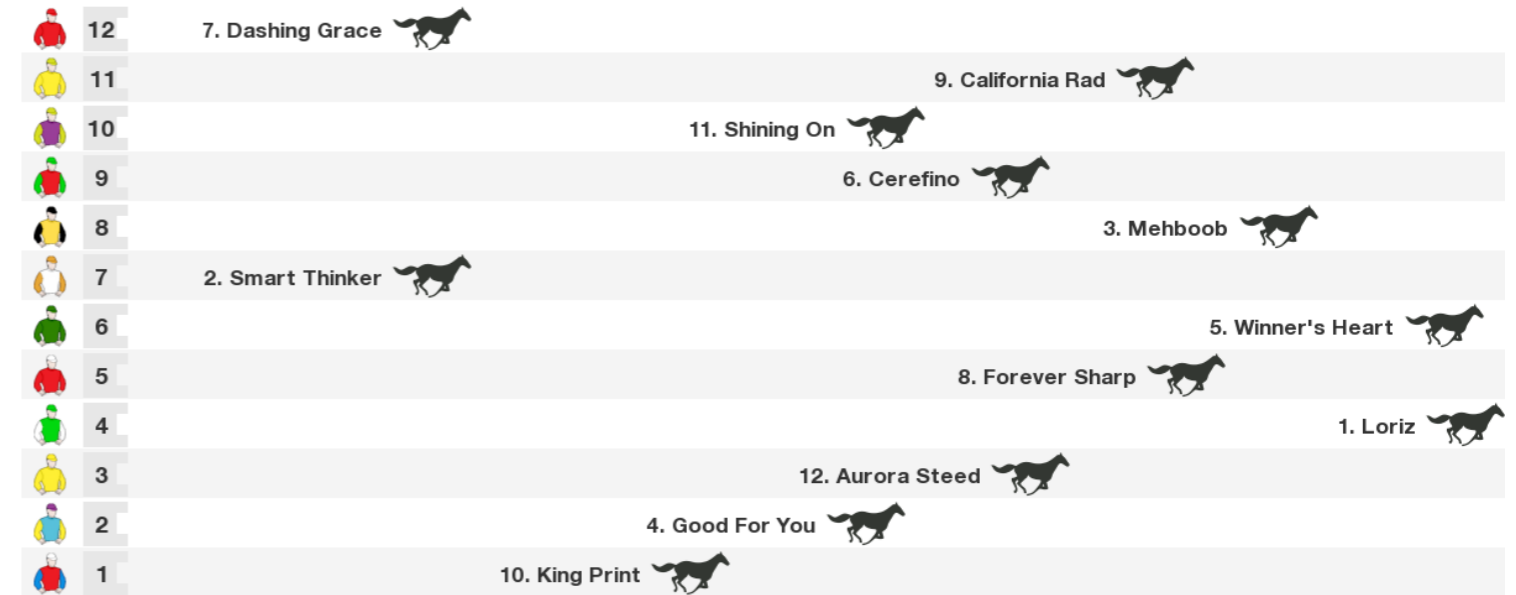 12 7. Dashing Grace
11 9. California Rad
10 11. Shining On
9 6. Cerefino
8 3. Mehboob
7 2. Smart Thinker
6 5. Winner's Heart
5 8. Forever Sharp
4 1. Loriz
3 12. Aurora Steed
2 4. Good For You
1 10. King Print